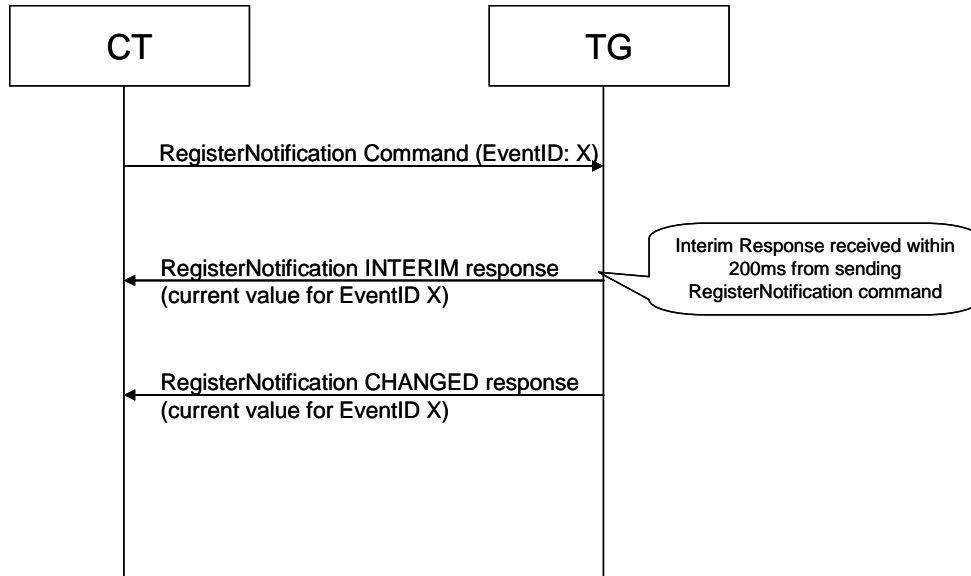 CT
TG
RegisterNotification Command (EventID: X)
Interim Response received within
200ms from sending
RegisterNotification command
RegisterNotification INTERIM response
(current value for EventID X)
RegisterNotification CHANGED response
(current value for EventID X)